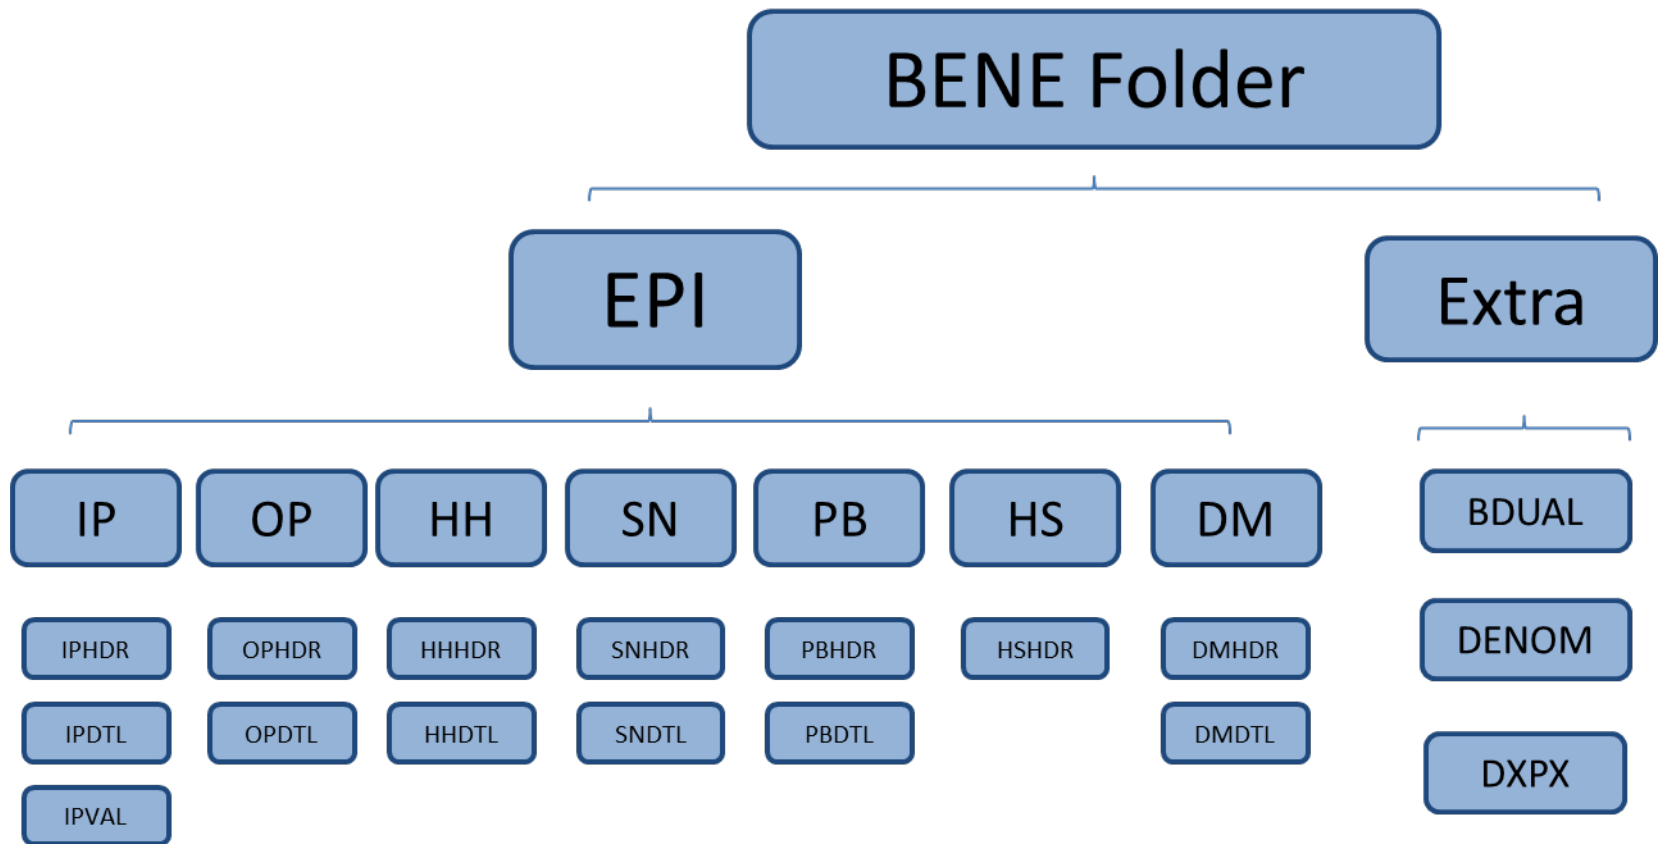 BENE Folder
EPI
Extra
IP
OP
HH
SN
PB
HS
DM
BDUAL
IPHDR
OPHDR
HHHDR
SNHDR
PBHDR
HSHDR
DMHDR
DENOM
IPDTL
OPDTL
HHDTL
SNDTL
PBDTL
DMDTL
DXPX
IPVAL